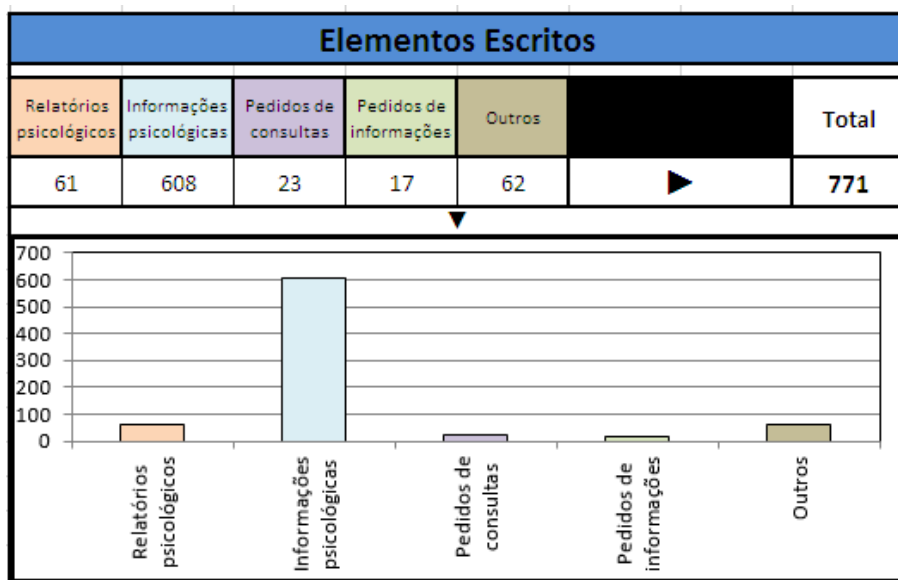 Elementos Escritos
Relatórios psicológicos
Informações psicológicas
Pedidos de consultas
Pedidos de informações
Outros
Total
61 608 23 17 62 ► 771
▼
700
600
500
400
300
200
100
0
Relatórios psicológicos
Informações psicológicas
Pedidos de consultas
Pedidos de informações
Outros